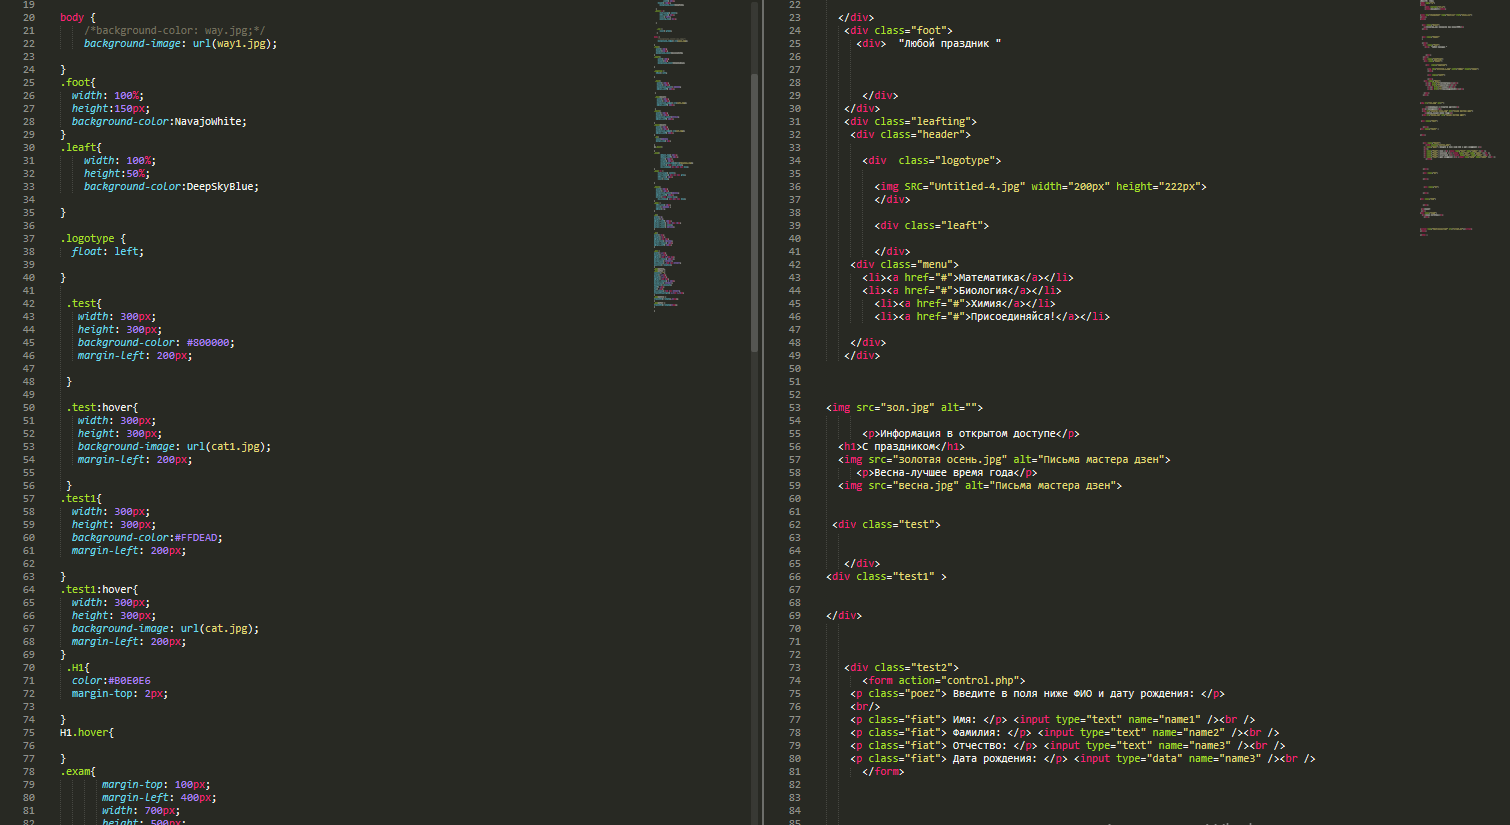 19
20 body {
21 /*background-color: way.jpg;*/
22 background-image: url(way1.jpg);
23
24 }
25 .foot{
26 width: 100%;
27 height:150px;
28 background-color:NavajoWhite;
29 }
30 .leaft{
31 width: 100%;
32 height:50%;
33 background-color:DeepSkyBlue;
34
35 }
36
37 .logotype {
38 float: left;
39
40 }
41
42 .test{
43 width: 300px;
44 height: 300px;
45 background-color: #800000;
46 margin-left: 200px;
47
48 }
49
50 .test:hover{
51 width: 300px;
52 height: 300px;
53 background-image: url(cat1.jpg);
54 margin-left: 200px;
55
56 }
57 .test1{
58 width: 300px;
59 height: 300px;
60 background-color:#FFDEAD;
61 margin-left: 200px;
62
63 }
64 .test1:hover{
65 width: 300px;
66 height: 300px;
67 background-image: url(cat.jpg);
68 margin-left: 200px;
69 }
70 .H1{
71 color:#B0E0E6
72 margin-top: 2px;
73
74 }
75 H1.hover{
76
77 }
78 .exam{
79 margin-top: 100px;
80 margin-left: 400px;
81 width: 700px;
82 height: 500px;
22
23 </div>
24 <div class="foot">
25 <div> "Любой праздник "
26
27
28
29 </div>
30 </div>
31 <div class="leafting">
32 <div class="header">
33
34 <div class="logotype">
35
36 <img SRC="Untitled-4.jpg" width="200px" height="222px">
37 </div>
38
39 <div class="leaft">
40
41 </div>
42 <div class="menu">
43 <li><a href="#">Математика</a></li>
44 <li><a href="#">Биология</a></li>
45 <li><a href="#">Химия</a></li>
46 <li><a href="#">Присоединяйся!</a></li>
47
48 </div>
49 </div>
50
51
52
53 <img src="зол.jpg" alt="">
54
55 <p>Информация в открытом доступе</p>
56 <h1>С праздником</h1>
57 <img src="золотая осень.jpg" alt="Письма мастера дзен">
58 <p>Весна-лучшее время года</p>
59 <img src="весна.jpg" alt="Письма мастера дзен">
60
61
62 <div class="test">
63
64
65 </div>
66 <div class="test1" >
67
68
69 </div>
70
71
72
73 <div class="test2">
74 <form action="control.php">
75 <p class="poez"> Введите в поля ниже ФИО и дату рождения: </p>
76 <br/>
77 <p class="fiat"> Имя: </p> <input type="text" name="name1" /><br />
78 <p class="fiat"> Фамилия: </p> <input type="text" name="name2" /><br />
79 <p class="fiat"> Отчество: </p> <input type="text" name="name3" /><br />
80 <p class="fiat"> Дата рождения: </p> <input type="data" name="name3" /><br />
81 </form>
82
83
84
85